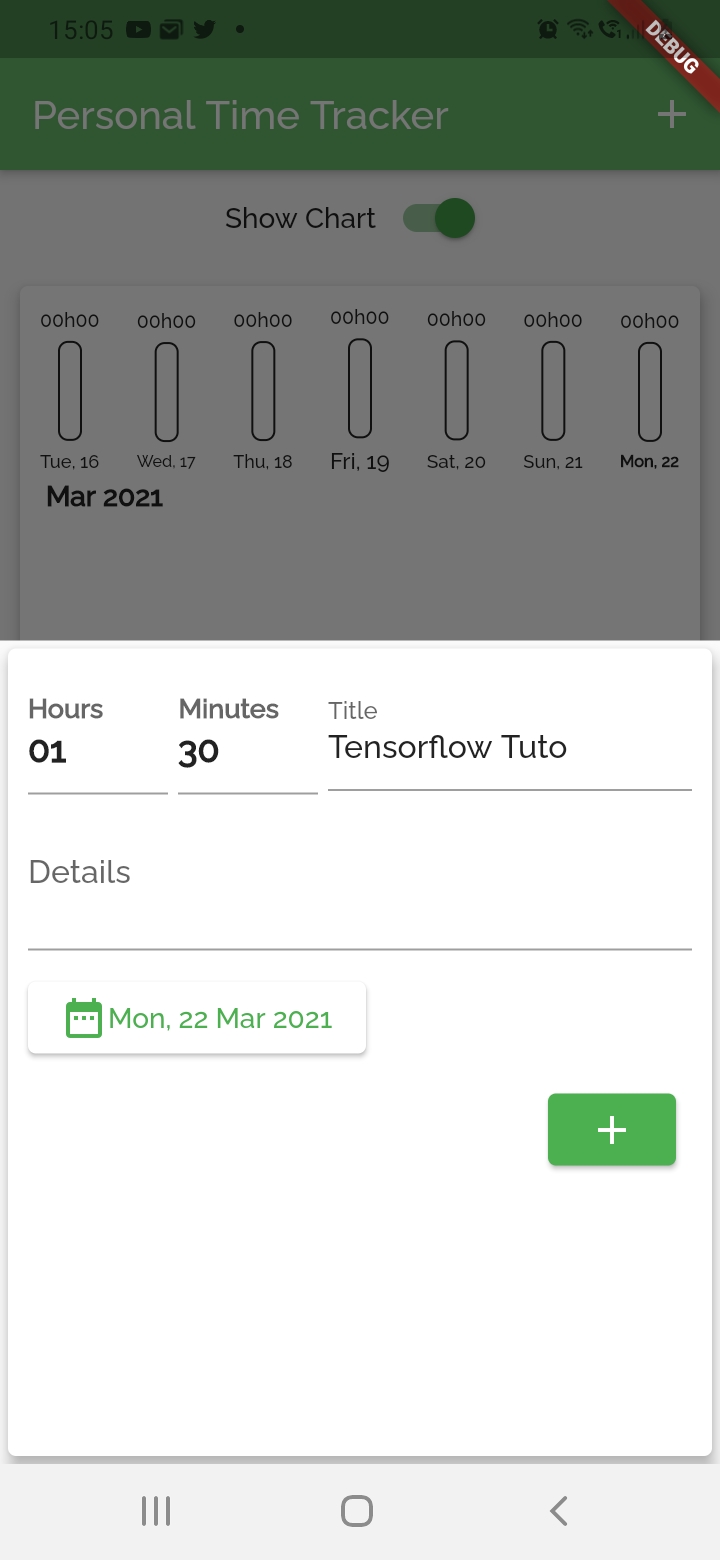 15:05
DEBUG
Personal Time Tracker
Show Chart
00h00 00h00 00h00 00h00 00h00 00h00 00h00
Tue, 16 Wed, 17 Thu, 18 Fri, 19 Sat, 20 Sun, 21 Mon, 22
Mar 2021
Hours Minutes Title
01 30 Tensorflow Tuto
Details
Mon, 22 Mar 2021